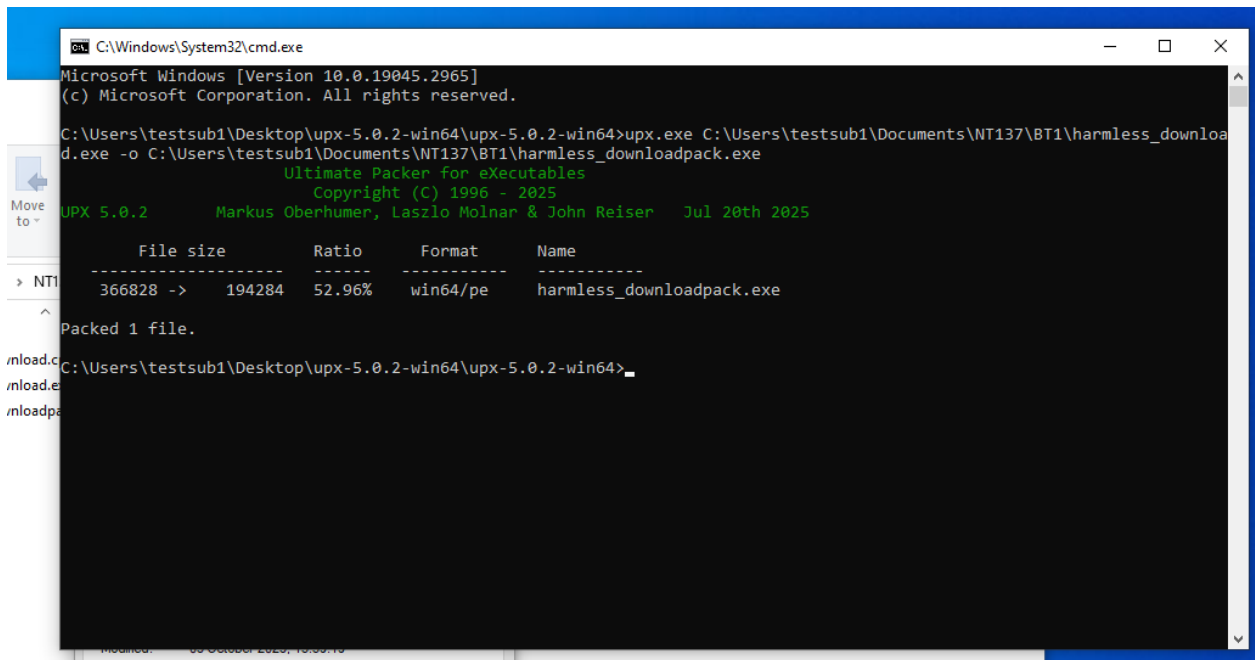 C:\Windows\System32\cmd.exe
Microsoft Windows [Version 10.0.19045.2965]
(c) Microsoft Corporation. All rights reserved.
C:\Users\testsub1\Desktop\upx-5.0.2-win64\upx-5.0.2-win64>upx.exe C:\Users\testsub1\Documents\NT137\BT1\harmless_downloa
d.exe -o C:\Users\testsub1\Documents\NT137\BT1\harmless_downloadpack.exe
Ultimate Packer for eXecutables
Copyright (C) 1996 - 2025
UPX 5.0.2 Markus Oberhumer, Laszlo Molnar & John Reiser Jul 20th 2025
File size Ratio Format Name
-------------------- ------ ----------- -----------
366828 -> 194284 52.96% win64/pe harmless_downloadpack.exe
Packed 1 file.
C:\Users\testsub1\Desktop\upx-5.0.2-win64\upx-5.0.2-win64>
Move
to
> NT1